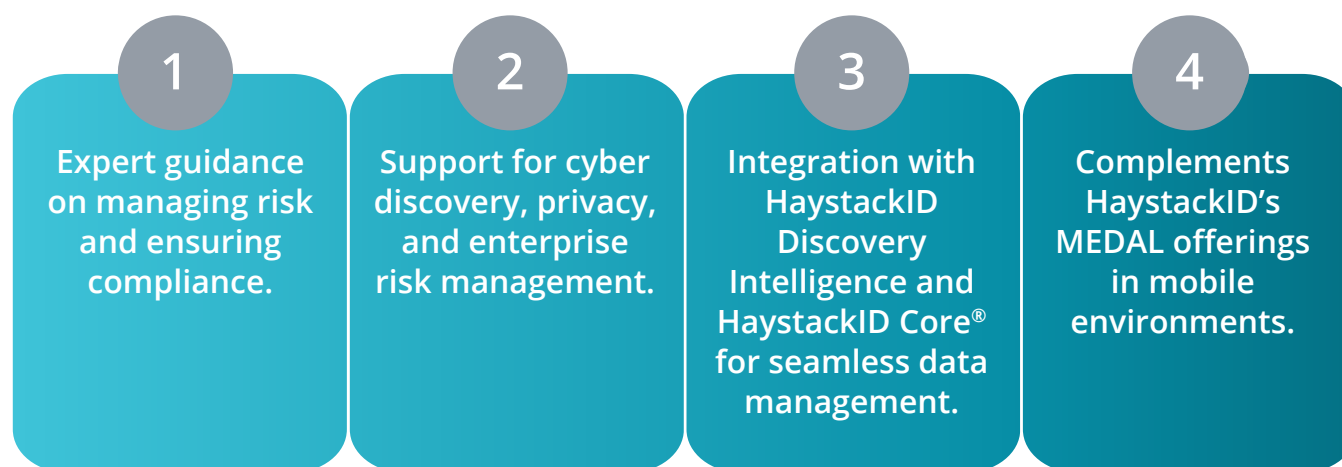 1
Expert guidance
on managing risk
and ensuring
compliance.
2
Support for cyber
discovery, privacy,
and enterprise
risk management.
3
Integration with
HaystackID
Discovery
Intelligence and
HaystackID Core®
for seamless data
management.
4
Complements
HaystackID’s
MEDAL offerings
in mobile
environments.